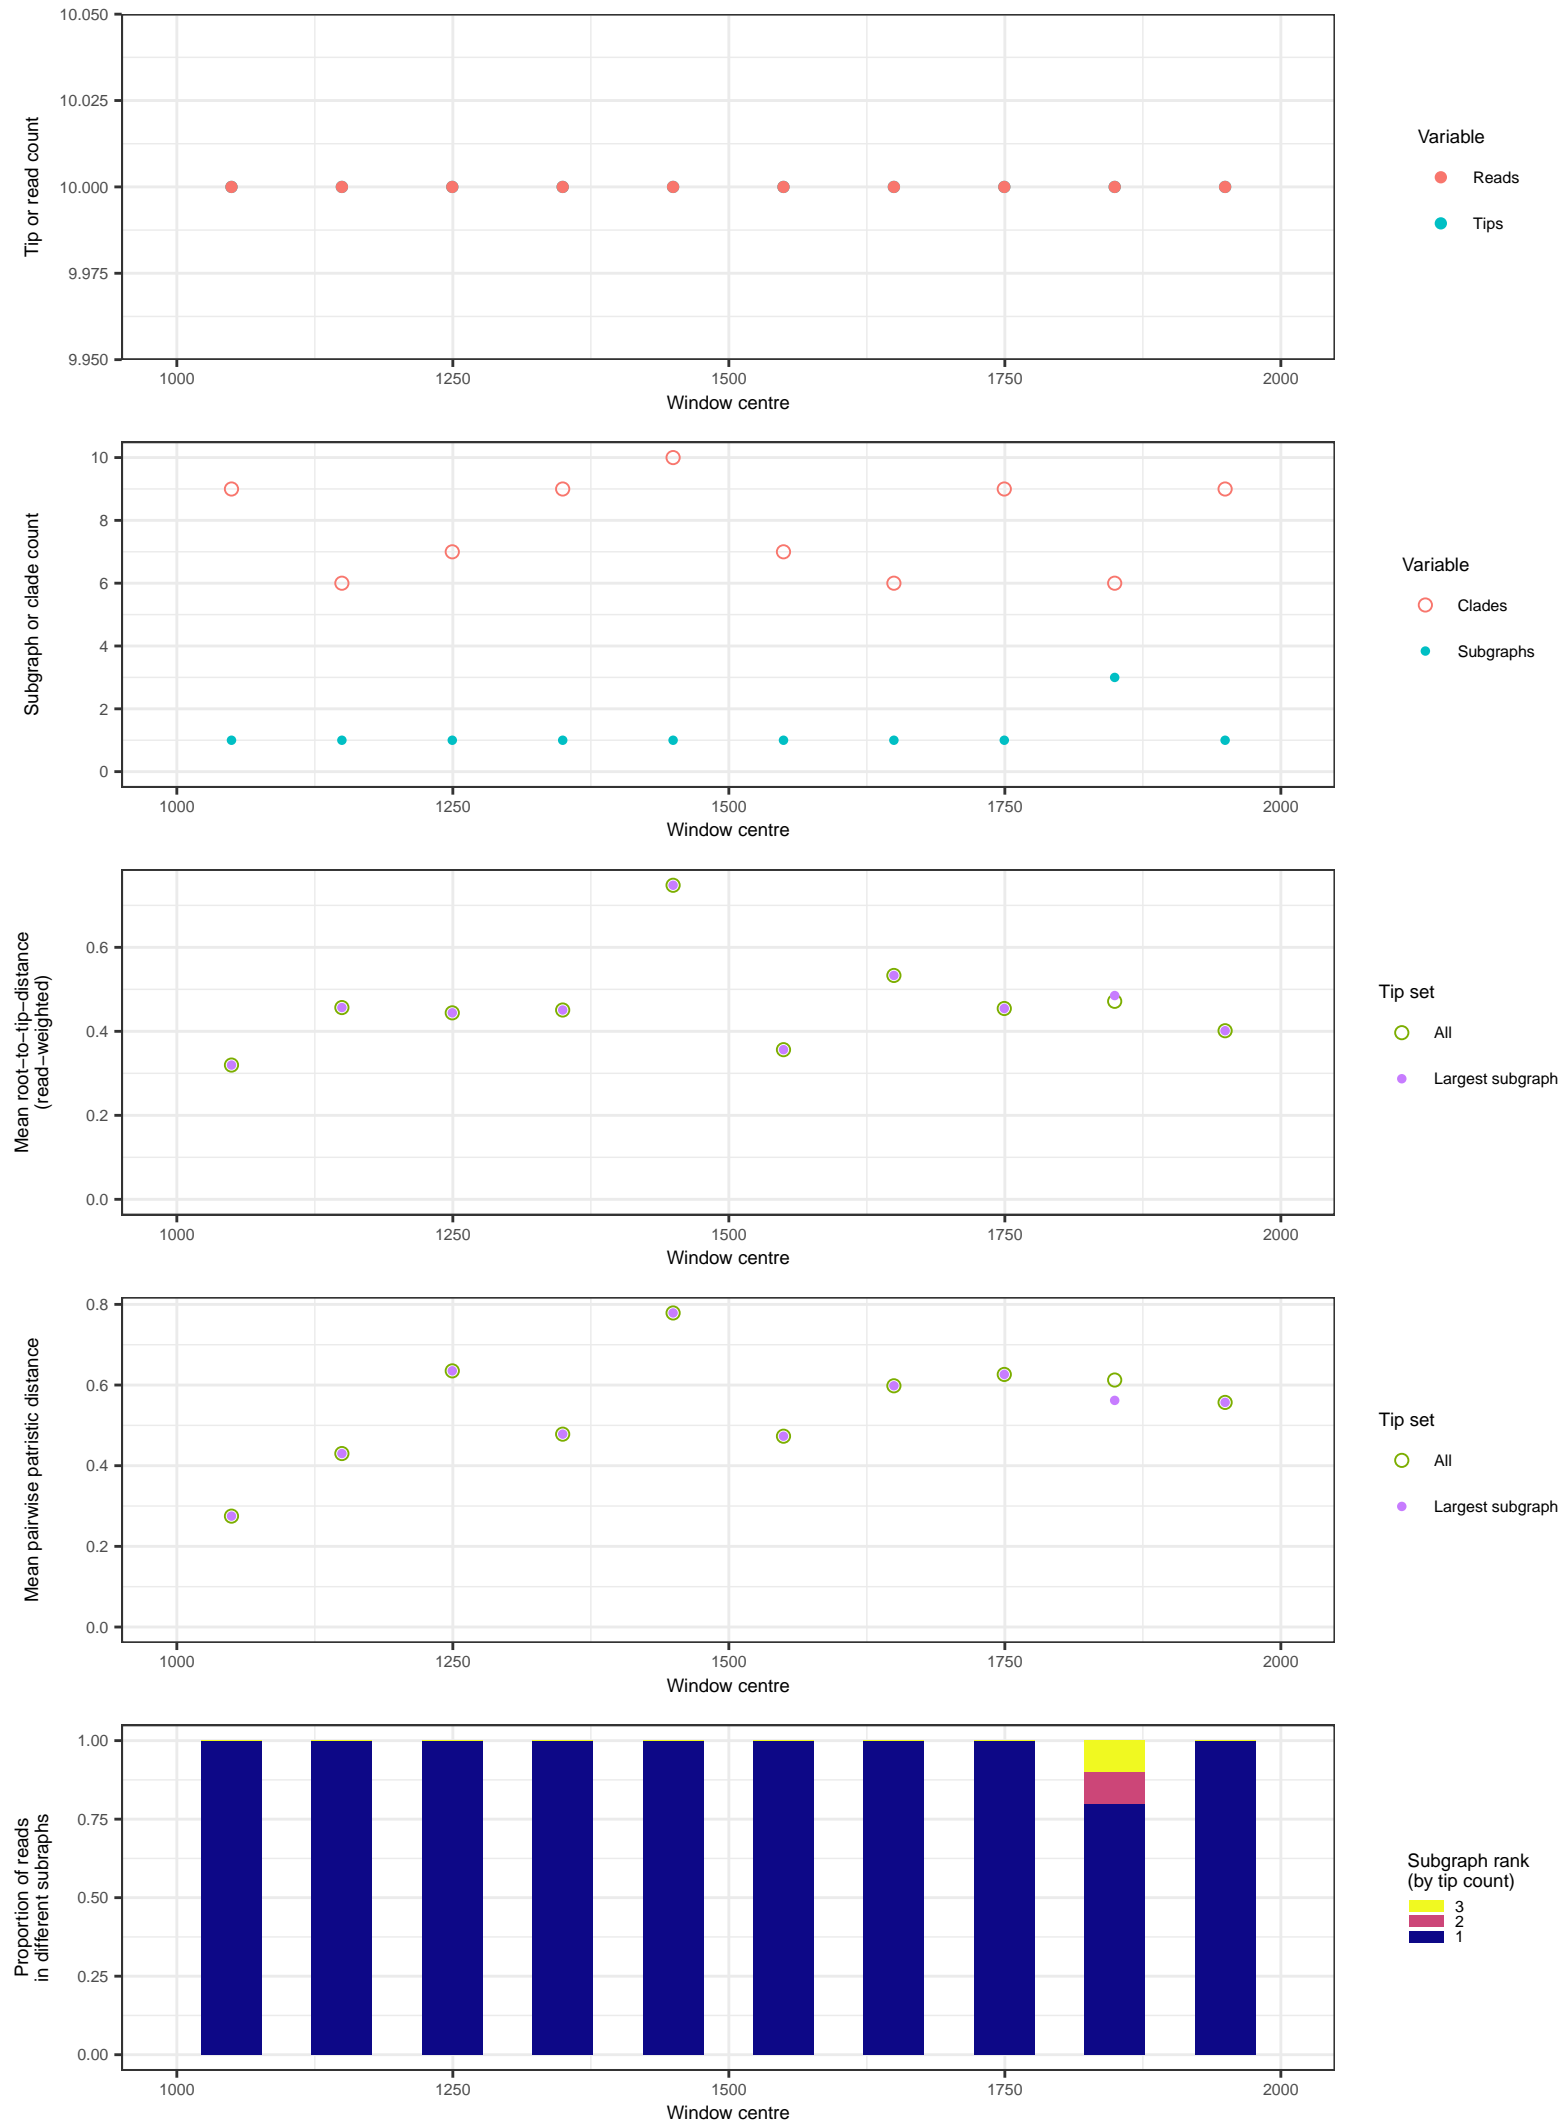 10.050
10.025
10.000
9.975
9.950
Tip or read count
1000 1250 1500 1750 2000
Window centre
Variable
Reads
Tips
10
8
6
4
2
0
Subgraph or clade count
1000 1250 1500 1750 2000
Window centre
Variable
Clades
Subgraphs
0.6
0.4
0.2
0.0
Mean root−to−tip−distance
(read−weighted)
1000 1250 1500 1750 2000
Window centre
Tip set
All
Largest subgraph
0.8
0.6
0.4
0.2
0.0
Mean pairwise patristic distance
1000 1250 1500 1750 2000
Window centre
Tip set
All
Largest subgraph
1.00
0.75
0.50
0.25
0.00
Proportion of reads
in different subraphs
1000 1250 1500 1750 2000
Window centre
Subgraph rank
(by tip count)
3
2
1